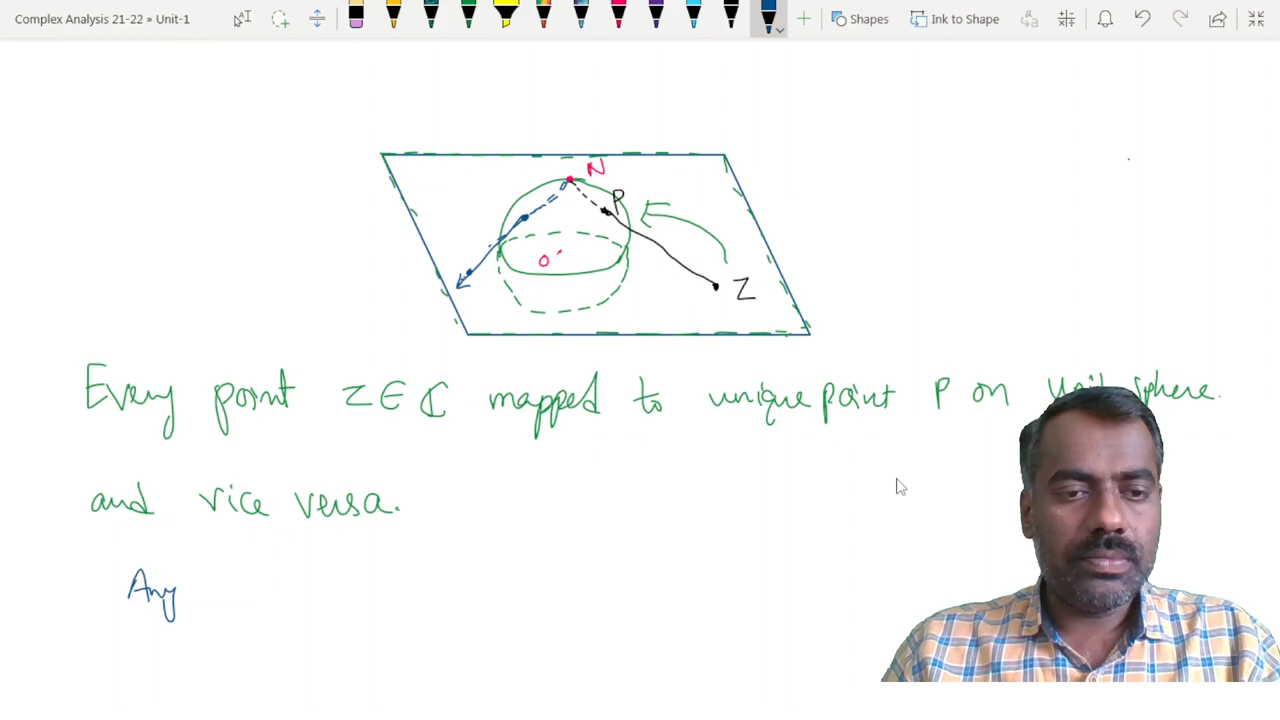 Complex Analysis 21-22 » Unit-1
Shapes
Ink to Shape
N
P
O
Z
Every point Z ∈ ℂ mapped to unique point P on unit sphere.
and vice versa.
Any